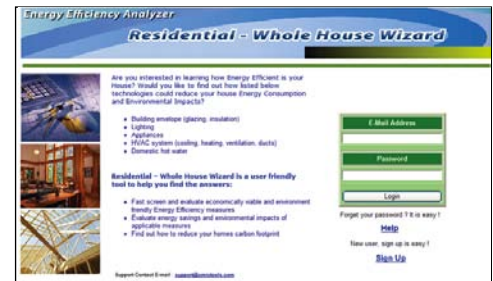 Energy Efficiency Analyzer
Residential - Whole House Wizard
Are you interested in learning how Energy Efficient is your
House? Would you like to find out how listed below
technologies could reduce your house Energy Consumption
and Environmental Impacts?
Building envelope (glazing, insulation)
Lighting
Appliances
HVAC system (cooling, heating, ventilation, ducts)
Domestic hot water
Residential - Whole House Wizard is a user friendly
tool to help you find the answers:
Fast screen and evaluate economically viable and environment
friendly Energy Efficiency measures
Evaluate energy savings and environmental impacts of
applicable measures
Find out how to reduce your homes carbon footprint
Support Contact E-mail:
E-Mail Address
Password
Login
Forget your password ? It is easy !
Help
New user, sign up is easy !
Sign Up